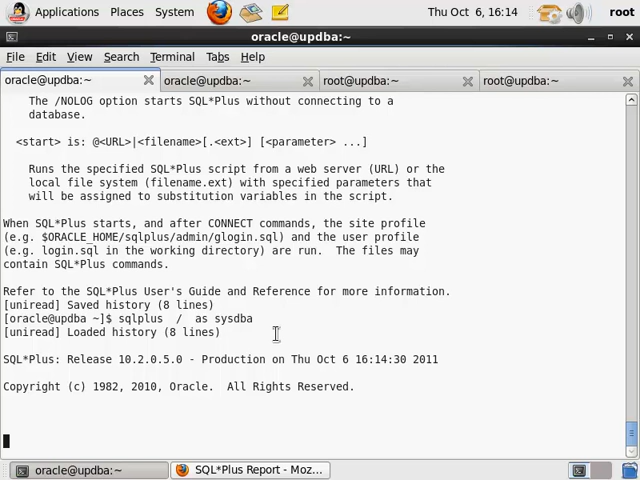 Applications Places System
Thu Oct 6, 16:14
root
oracle@updba:~
File Edit View Search Terminal Tabs Help
oracle@updba:~
oracle@updba:~
root@updba:~
root@updba:~
The /NOLOG option starts SQL*Plus without connecting to a
database.
<start> is: @<URL>|<filename>[.<ext>] [<parameter> ...]
Runs the specified SQL*Plus script from a web server (URL) or the
local file system (filename.ext) with specified parameters that
will be assigned to substitution variables in the script.
When SQL*Plus starts, and after CONNECT commands, the site profile
(e.g. $ORACLE_HOME/sqlplus/admin/glogin.sql) and the user profile
(e.g. login.sql in the working directory) are run.  The files may
contain SQL*Plus commands.
Refer to the SQL*Plus User's Guide and Reference for more information.
[uniread] Saved history (8 lines)
[oracle@updba ~]$ sqlplus  /  as sysdba
[uniread] Loaded history (8 lines)
SQL*Plus: Release 10.2.0.5.0 - Production on Thu Oct 6 16:14:30 2011
Copyright (c) 1982, 2010, Oracle.  All Rights Reserved.
oracle@updba:~
SQL*Plus Report - Moz...